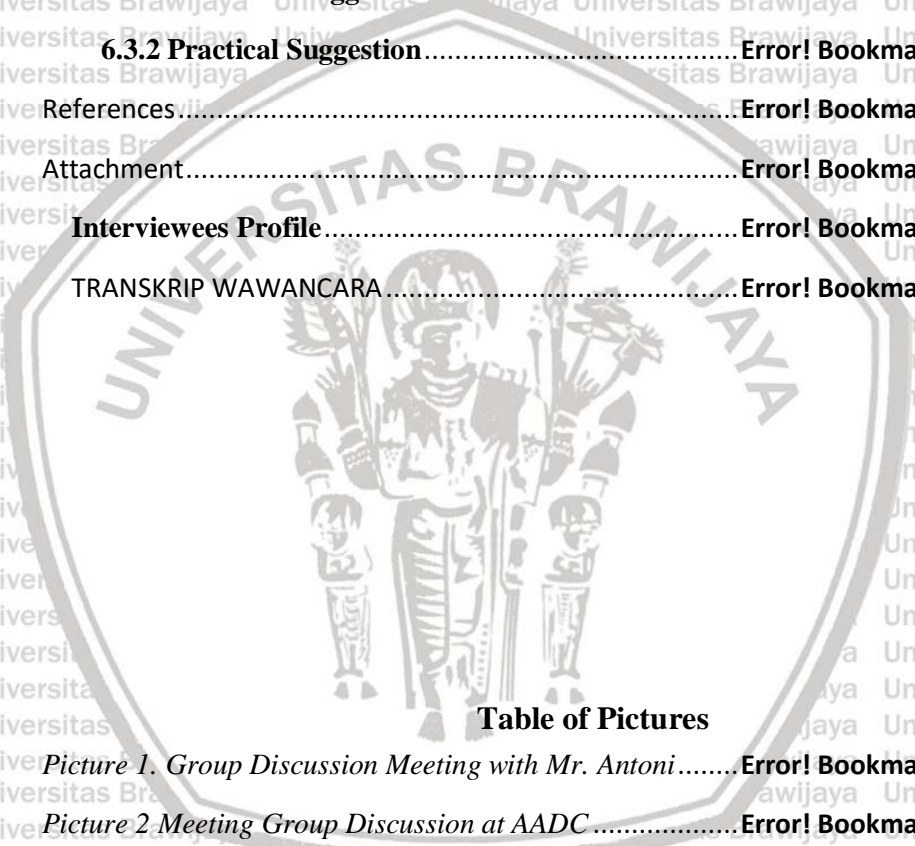 6.3.2 Practical Suggestion....................................Error! Bookma
References....................................Error! Bookma
Attachment....................................Error! Bookma
Interviewees Profile....................................Error! Bookma
TRANSKRIP WAWANCARA....................................Error! Bookma
UNIVERSITAS BRAWIJAYA
Table of Pictures
Picture 1. Group Discussion Meeting with Mr. Antoni........Error! Bookma
Picture 2 Meeting Group Discussion at AADC..................Error! Bookma